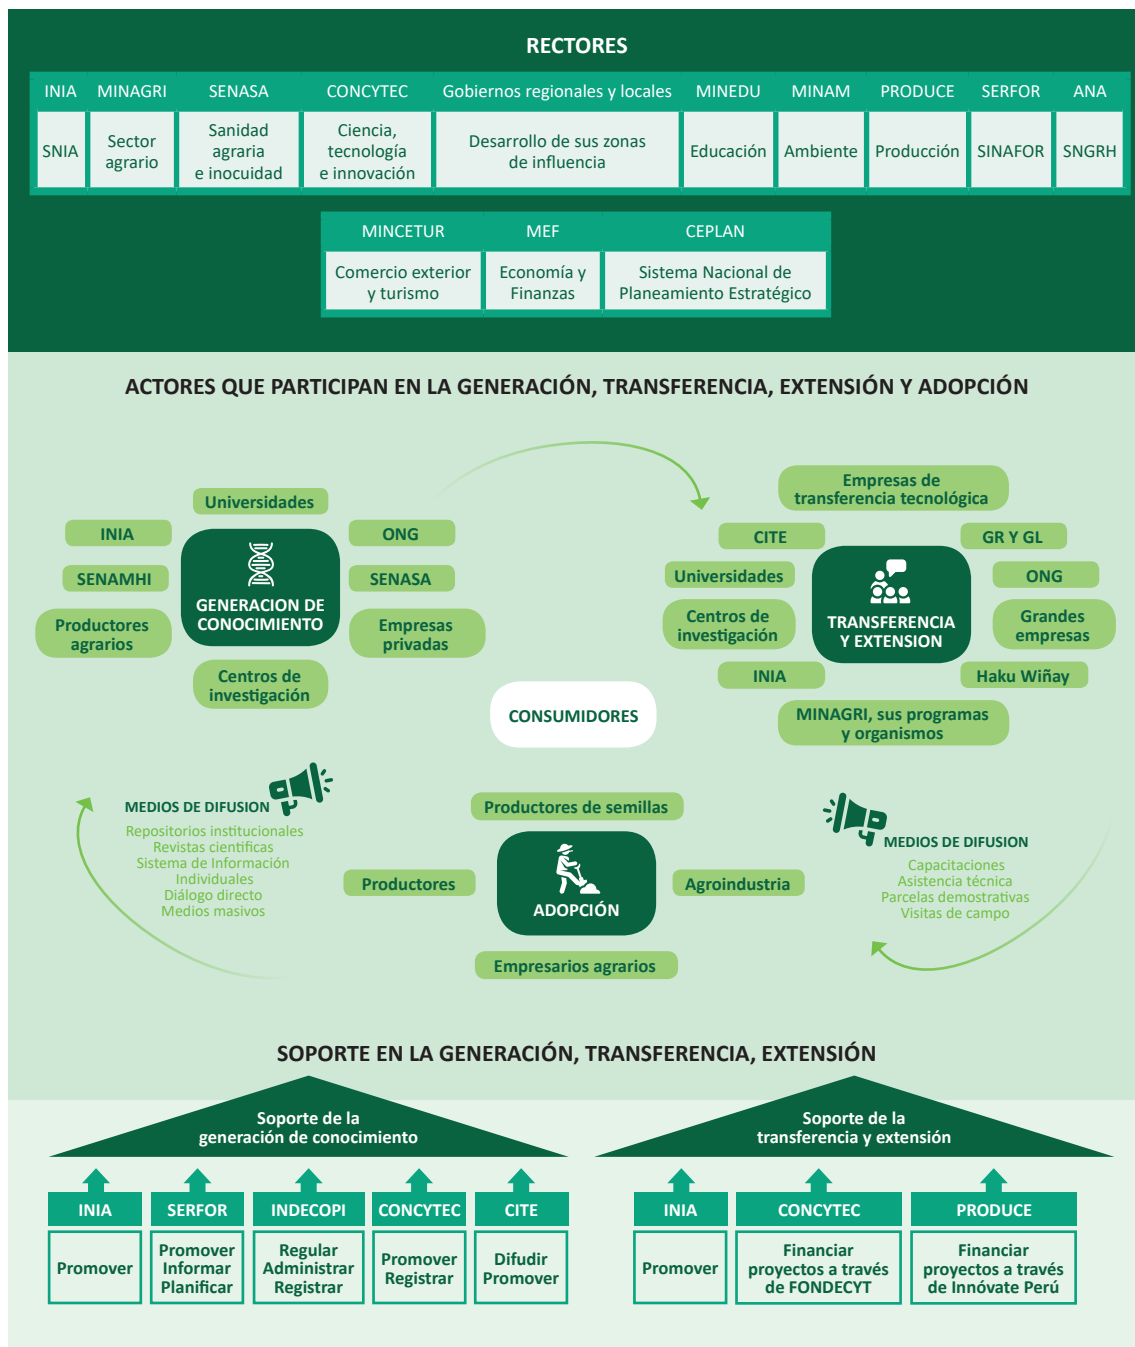 RECTORES
INIA MINAGRI SENASA CONCYTEC Gobiernos regionales y locales MINEDU MINAM PRODUCE SERFOR ANA
SNIA
Sector
agrario
Sanidad
agraria
e inocuidad
Ciencia,
tecnología
e innovación
Desarrollo de sus zonas
de influencia
Educación
Ambiente
Producción
SINAFOR
SNGRH
MINCETUR MEF CEPLAN
Comercio exterior
y turismo
Economía y
Finanzas
Sistema Nacional de
Planeamiento Estratégico
ACTORES QUE PARTICIPAN EN LA GENERACIÓN, TRANSFERENCIA, EXTENSIÓN Y ADOPCIÓN
Universidades
INIA
ONG
SENAMHI
SENASA
GENERACION DE
CONOCIMIENTO
Productores
agrarios
Empresas
privadas
Centros de
investigación
Empresas de
transferencia tecnológica
CITE
GR Y GL
Universidades
ONG
Centros de
investigación
TRANSFERENCIA
Y EXTENSION
Grandes
empresas
INIA
Haku Wiñay
MINAGRI, sus programas
y organismos
CONSUMIDORES
MEDIOS DE DIFUSION
Repositorios institucionales
Revistas cientificas
Sistema de Información
Individuales
Diálogo directo
Medios masivos
Productores de semillas
Productores
ADOPCIÓN
Agroindustria
Empresarios agrarios
MEDIOS DE DIFUSION
Capacitaciones
Asistencia técnica
Parcelas demostrativas
Visitas de campo
SOPORTE EN LA GENERACIÓN, TRANSFERENCIA, EXTENSIÓN
Soporte de la
generación de conocimiento
INIA SERFOR INDECOPI CONCYTEC CITE
Promover
Promover
Informar
Planificar
Regular
Administrar
Registrar
Promover
Registrar
Difudir
Promover
Soporte de la
transferencia y extensión
INIA CONCYTEC PRODUCE
Promover
Financiar
proyectos a través
de FONDECYT
Financiar
proyectos a través
de Innóvate Perú